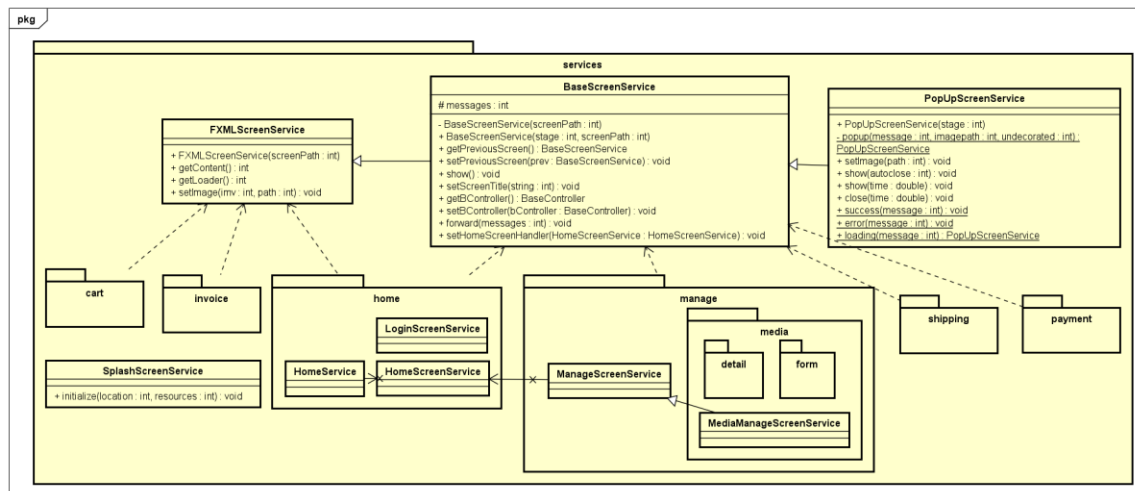 pkg
services
BaseScreenService
# messages : int
- BaseScreenService(screenPath : int)
+ BaseScreenService(stage : int, screenPath : int)
+ getPreviousScreen() : BaseScreenService
+ setPreviousScreen(prev : BaseScreenService) : void
+ show() : void
+ setScreenTitle(string : int) : void
+ getBController() : BaseController
+ setBController(bController : BaseController) : void
+ forward(messages : int) : void
+ setHomeScreenHandler(HomeScreenService : HomeScreenService) : void
PopUpScreenService
+ PopUpScreenService(stage : int)
- popup(message : int, imagepath : int, undecorated : int) :
PopUpScreenService
+ setImage(path : int) : void
+ show(autoclose : int) : void
+ show(time : double) : void
+ close(time : double) : void
+ success(message : int) : void
+ error(message : int) : void
+ loading(message : int) : PopUpScreenService
FXMLScreenService
+ FXMLScreenService(screenPath : int)
+ getContent() : int
+ getLoader() : int
+ setImage(imv : int, path : int) : void
cart
invoice
home
LoginScreenService
HomeService
HomeScreenService
manage
media
detail
form
ManageScreenService
MediaManageScreenService
shipping
payment
SplashScreenService
+ initialize(location : int, resources : int) : void